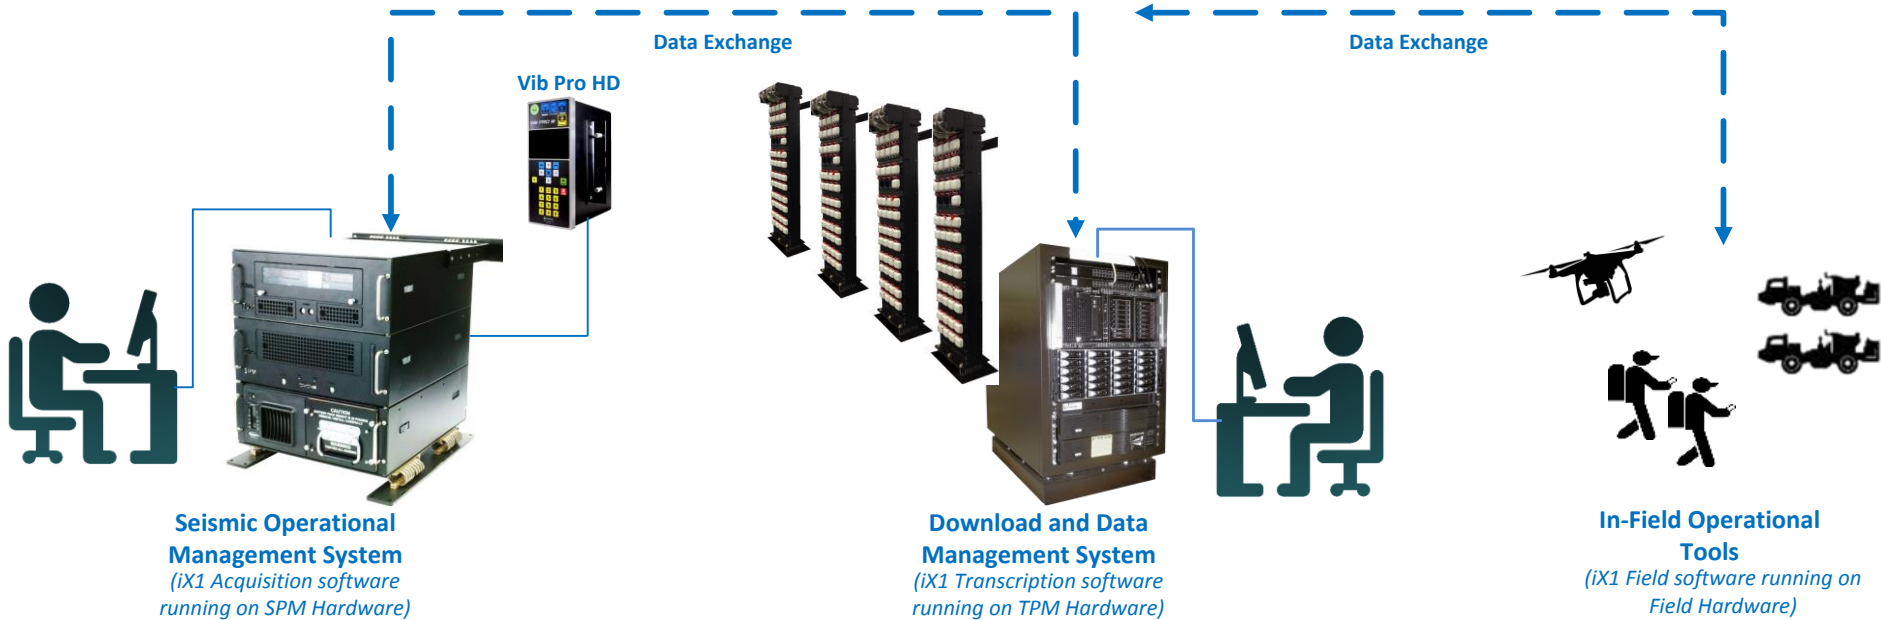 Data Exchange
Data Exchange
Vib Pro HD
CAUTION
Seismic Operational
Management System
(iX1 Acquisition software
running on SPM Hardware)
Download and Data
Management System
(iX1 Transcription software
running on TPM Hardware)
In-Field Operational
Tools
(iX1 Field software running on
Field Hardware)